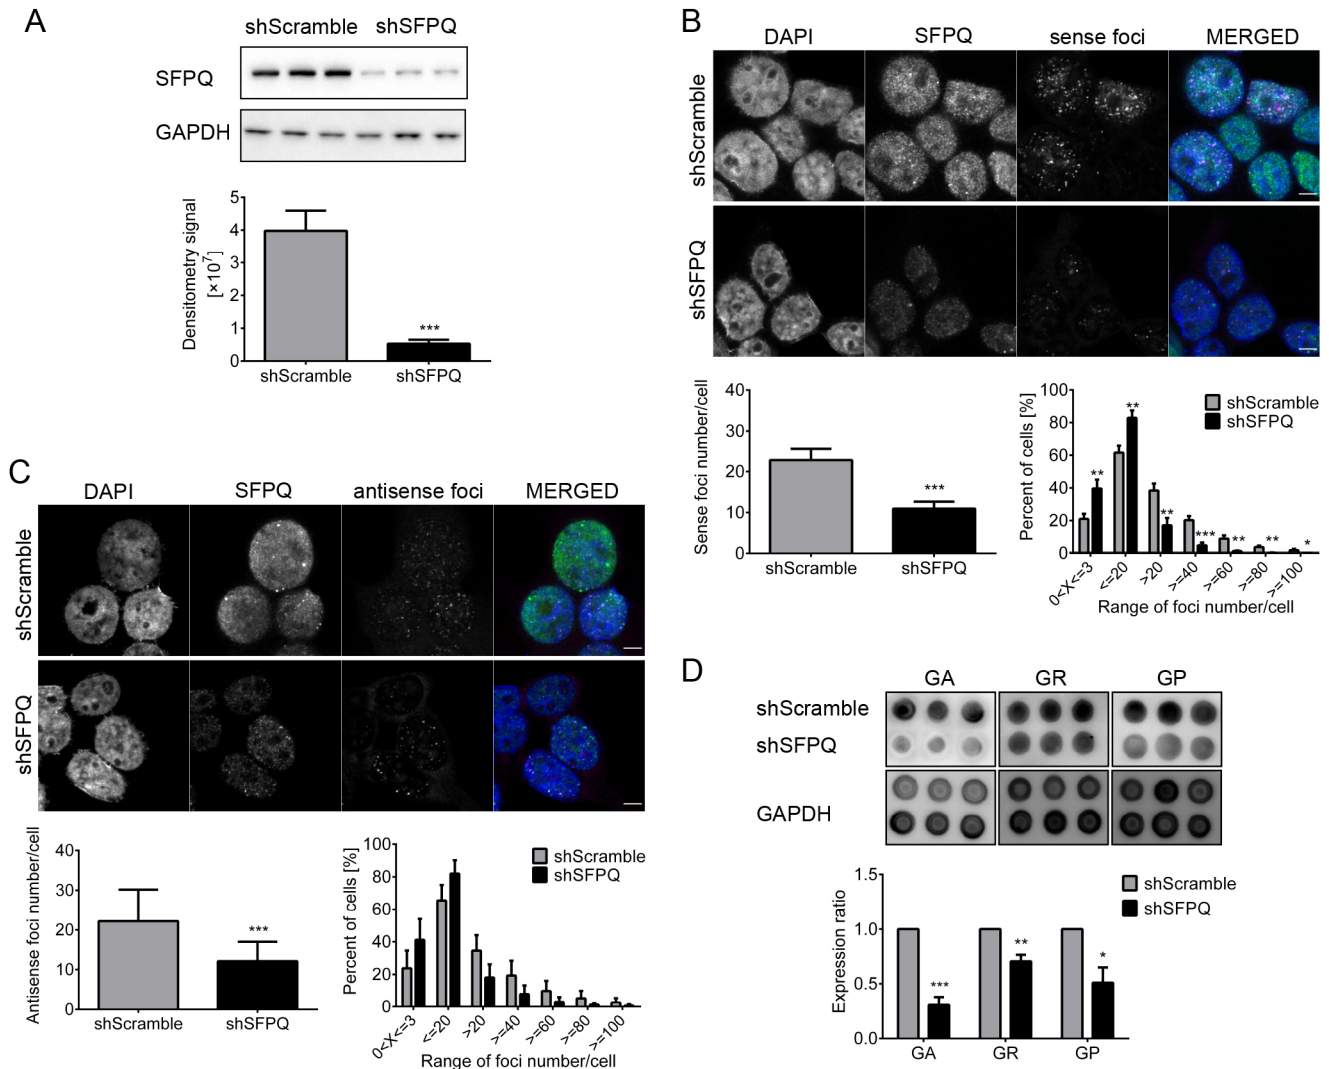 A
shScramble shSFPQ
SFPQ
GAPDH
Densitometry signal
[×10⁷]
5
4
3
2
1
0
***
shScramble shSFPQ
B
DAPI SFPQ sense foci MERGED
shScramble
shSFPQ
Sense foci number/cell
40
30
20
10
0
***
shScramble shSFPQ
Percent of cells [%]
100
80
60
40
20
0
shScramble
shSFPQ
** ** ** *** ** ** *
0<X<=3 <=20 >20 >=40 >=60 >=80 >=100
Range of foci number/cell
C
DAPI SFPQ antisense foci MERGED
shScramble
shSFPQ
Antisense foci number/cell
40
30
20
10
0
***
shScramble shSFPQ
Percent of cells [%]
100
80
60
40
20
0
shScramble
shSFPQ
0<X<=3 <=20 >20 >=40 >=60 >=80 >=100
Range of foci number/cell
D
GA GR GP
shScramble
shSFPQ
GAPDH
Expression ratio
1.5
1.0
0.5
0.0
shScramble
shSFPQ
*** ** *
GA GR GP